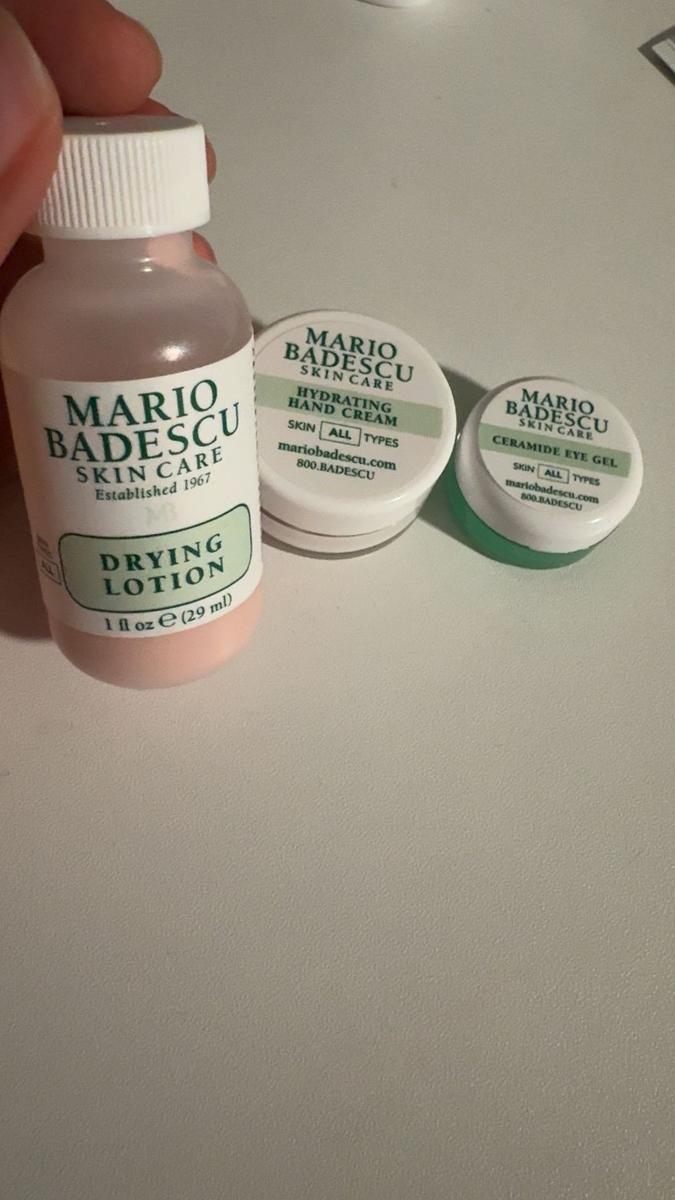 MARIO
BADESCU
SKIN CARE
Established 1967
MB
DRYING
LOTION
ALL
1 fl oz ℮ (29 ml)
MARIO
BADESCU
SKIN CARE
HYDRATING
HAND CREAM
SKIN ALL TYPES
mariobadescu.com
800.BADESCU
MARIO
BADESCU
SKIN CARE
CERAMIDE EYE GEL
SKIN ALL TYPES
mariobadescu.com
800.BADESCU